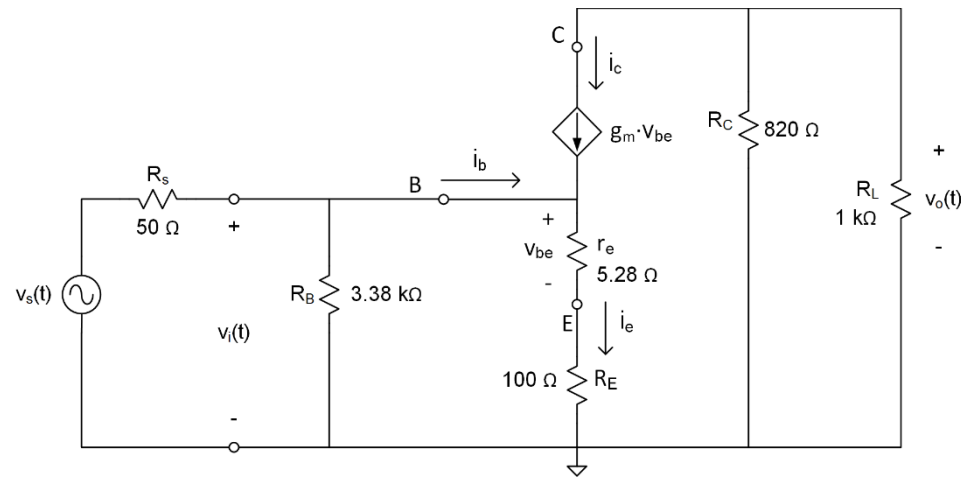 C
i_c
g_m·v_be
R_C
820 Ω
+
R_L
1 kΩ
v_o(t)
-
R_s
50 Ω
+
B
i_b
+
v_be
-
r_e
5.28 Ω
v_s(t)
R_B
3.38 kΩ
v_i(t)
E
i_e
100 Ω
R_E
-